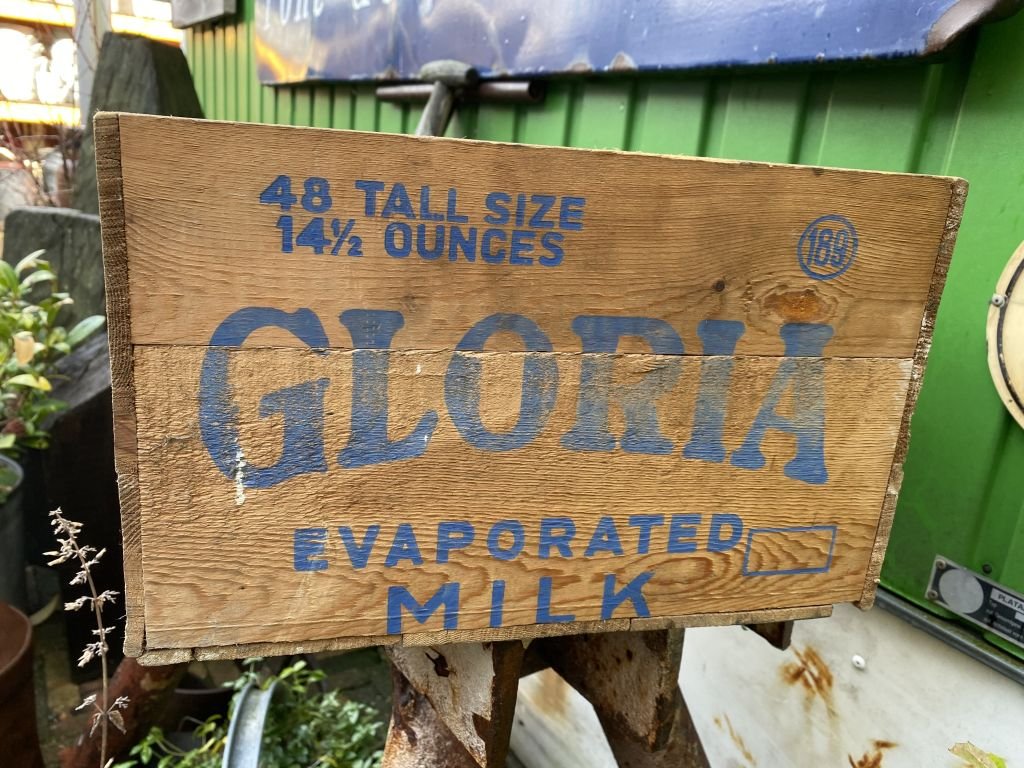 48 TALL SIZE
14½ OUNCES
189
GLORIA
EVAPORATED
MILK